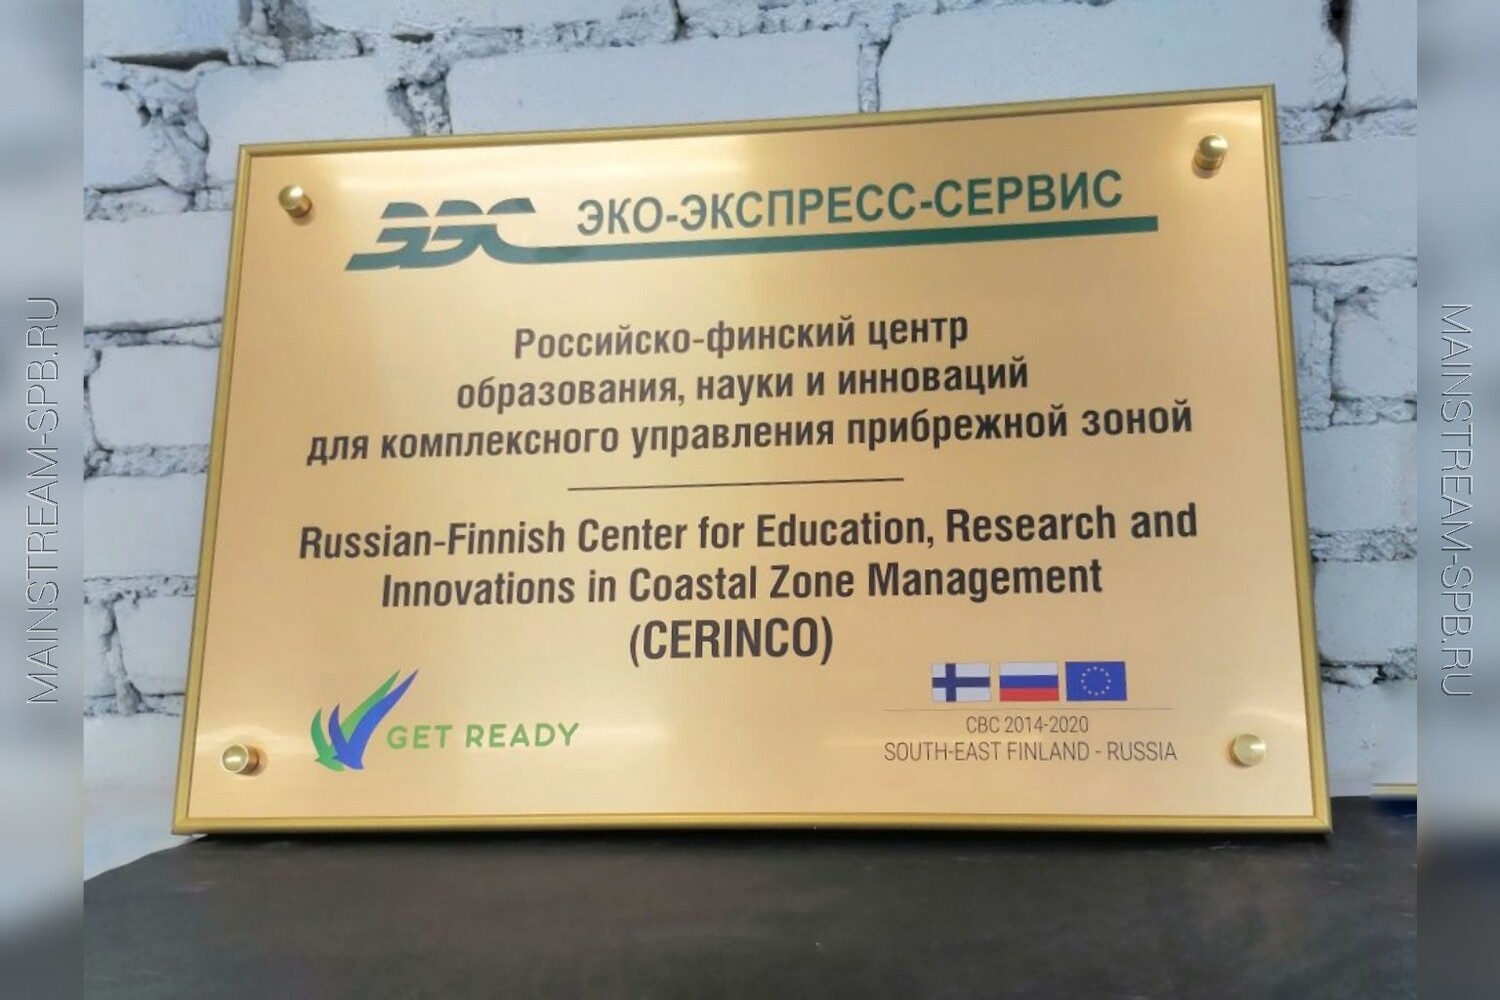 ЭЭС ЭКО-ЭКСПРЕСС-СЕРВИС
Российско-финский центр
образования, науки и инноваций
для комплексного управления прибрежной зоной
Russian-Finnish Center for Education, Research and
Innovations in Coastal Zone Management
(CERINCO)
GET READY
CBC 2014-2020
SOUTH-EAST FINLAND - RUSSIA
MAINSTREAM-SPB.RU
MAINSTREAM-SPB.RU